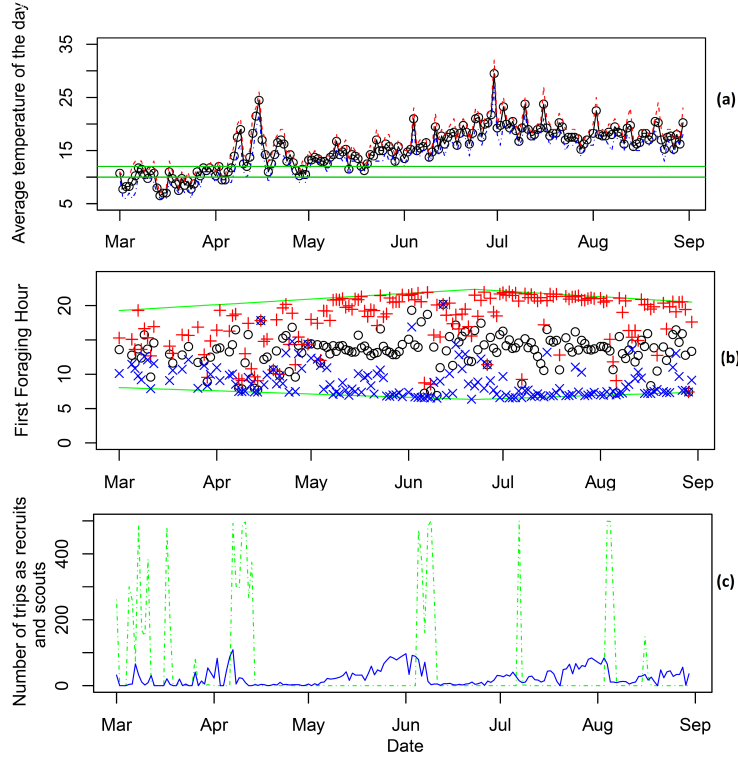 Average temperature of the day
35
25
15
5
Mar Apr May Jun Jul Aug Sep
(a)
First Foraging Hour
20
15
10
5
0
Mar Apr May Jun Jul Aug Sep
(b)
Number of trips as recruits
and scouts
400
200
0
Mar Apr May Jun Jul Aug Sep
Date
(c)